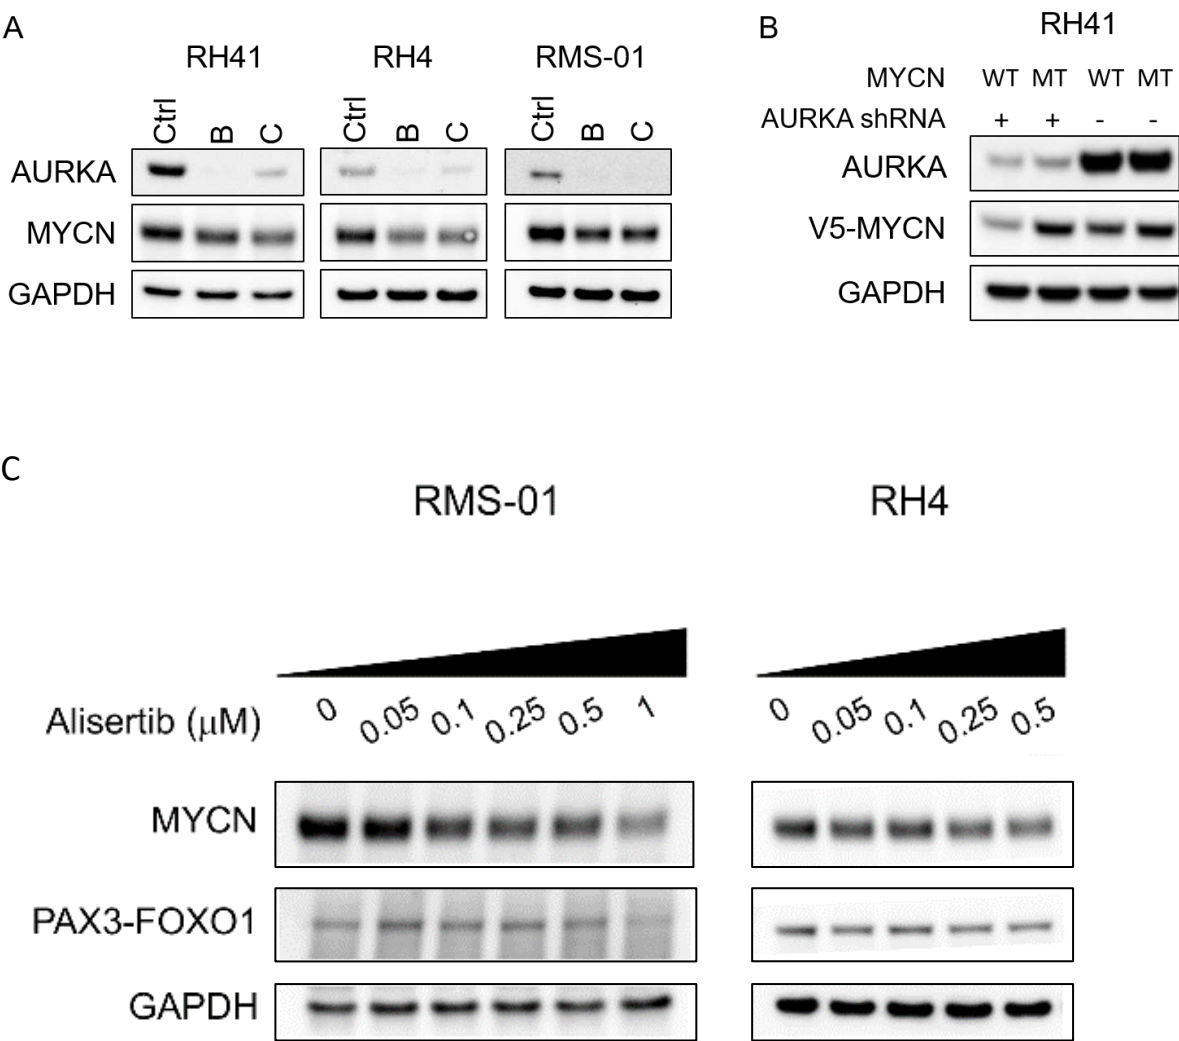 A
RH41 RH4 RMS-01
Ctrl B C Ctrl B C Ctrl B C
AURKA
MYCN
GAPDH
B
RH41
MYCN WT MT WT MT
AURKA shRNA + + - -
AURKA
V5-MYCN
GAPDH
C
RMS-01 RH4
Alisertib (μM) 0 0.05 0.1 0.25 0.5 1 0 0.05 0.1 0.25 0.5
MYCN
PAX3-FOXO1
GAPDH